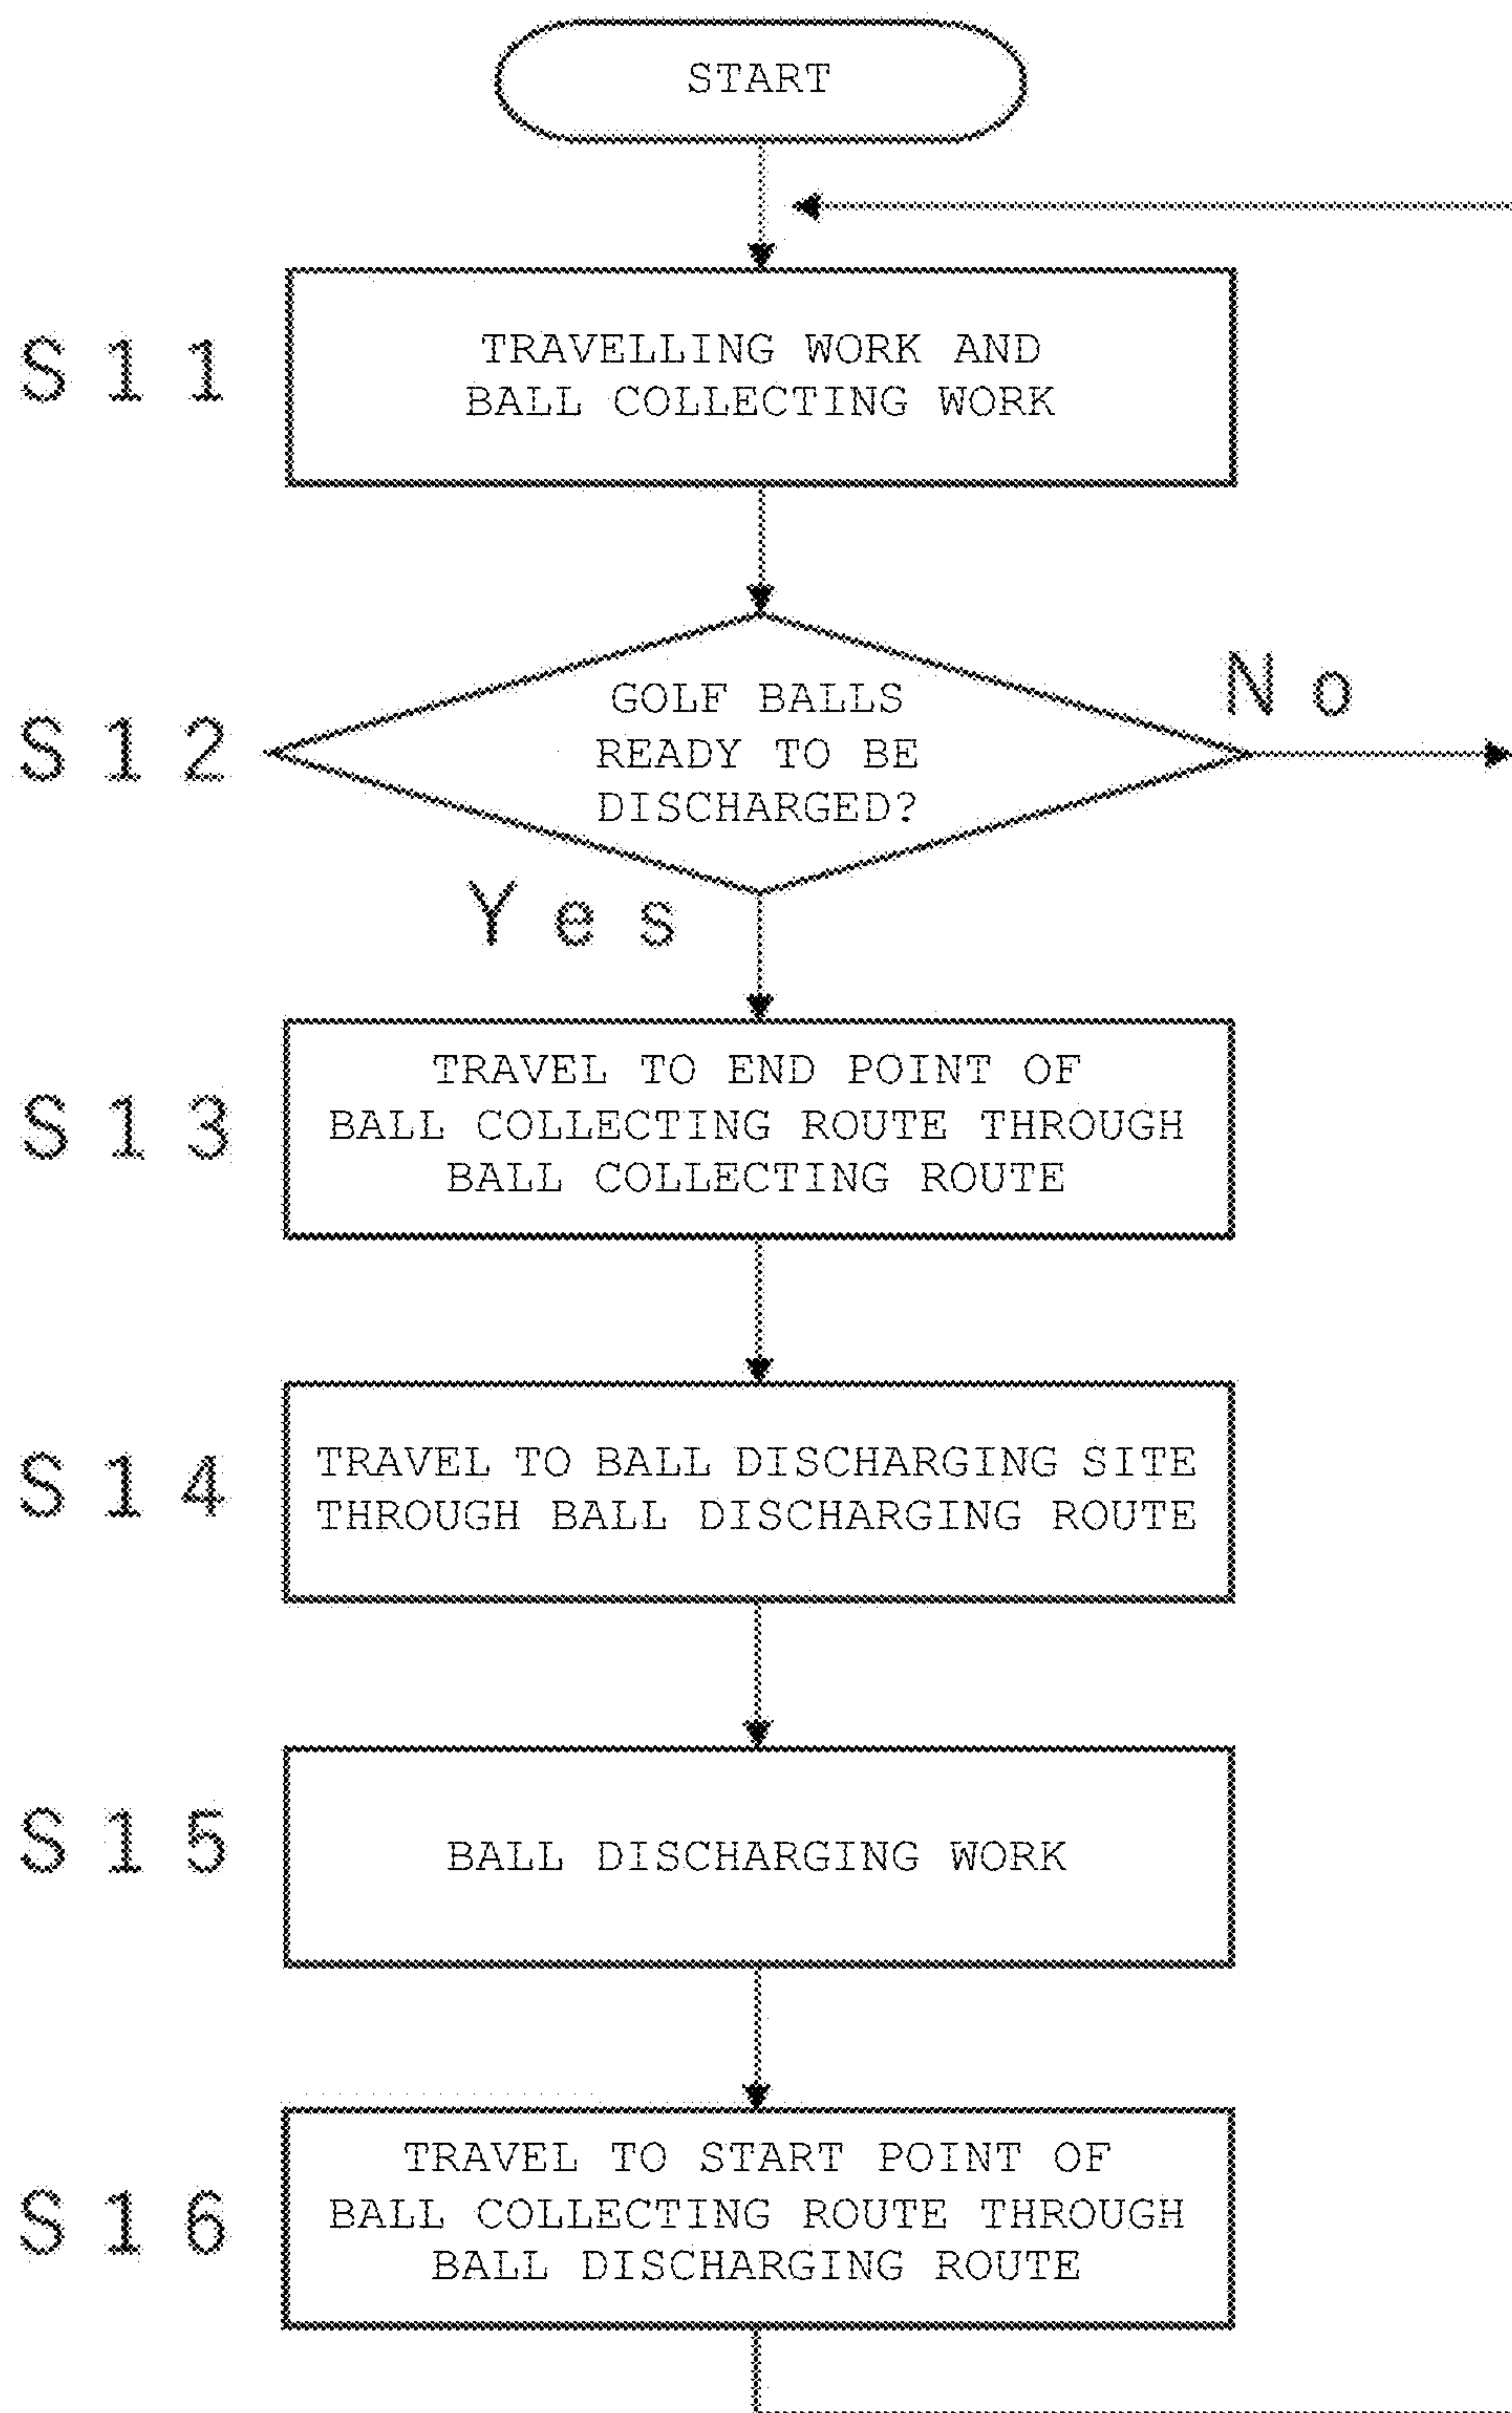 START
S11
TRAVELLING WORK AND
BALL COLLECTING WORK
S12
GOLF BALLS
READY TO BE
DISCHARGED?
No
Yes
S13
TRAVEL TO END POINT OF
BALL COLLECTING ROUTE THROUGH
BALL COLLECTING ROUTE
S14
TRAVEL TO BALL DISCHARGING SITE
THROUGH BALL DISCHARGING ROUTE
S15
BALL DISCHARGING WORK
S16
TRAVEL TO START POINT OF
BALL COLLECTING ROUTE THROUGH
BALL DISCHARGING ROUTE